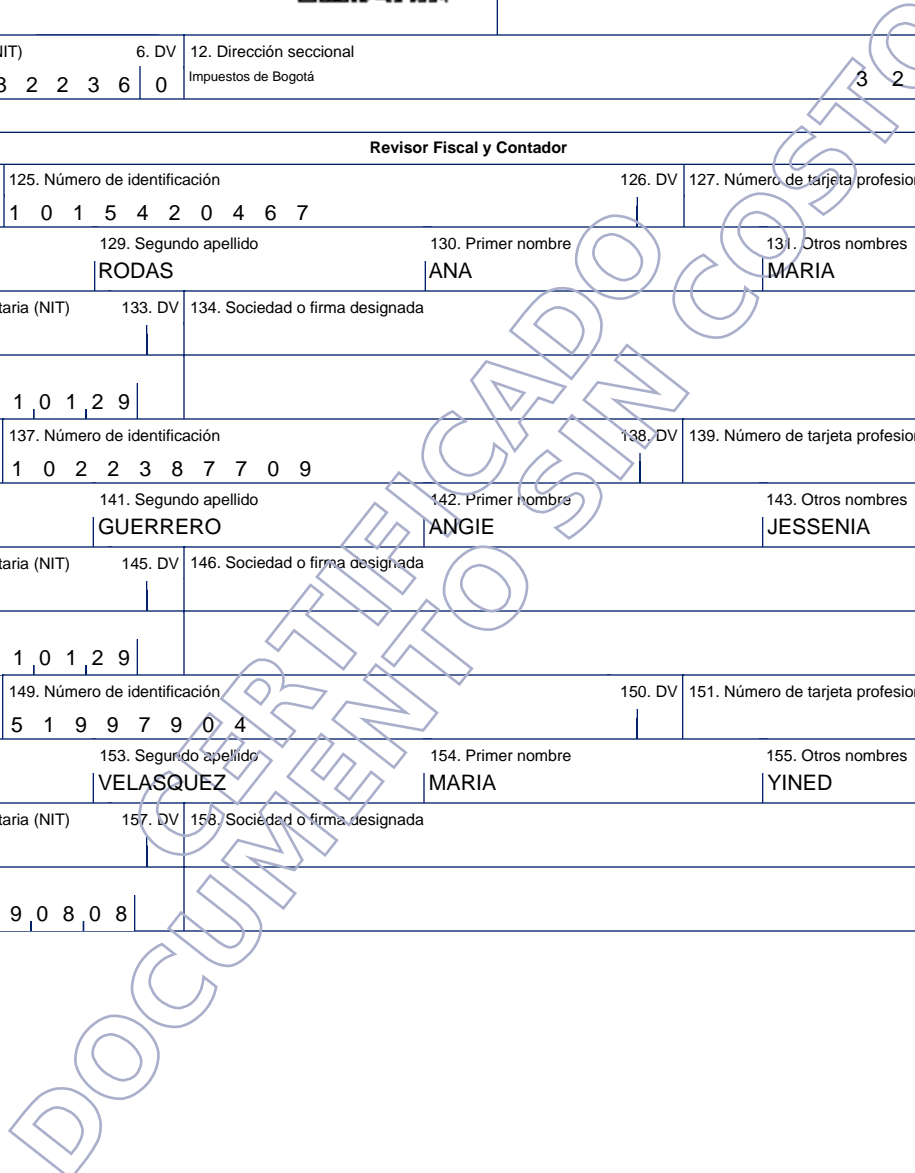 NIT) 6. DV 12. Dirección seccional
3 2 2 3 6 0 Impuestos de Bogotá 3 2
Revisor Fiscal y Contador
125. Número de identificación 126. DV 127. Número de tarjeta profesion
1 0 1 5 4 2 0 4 6 7
129. Segundo apellido 130. Primer nombre 131. Otros nombres
RODAS ANA MARIA
taria (NIT) 133. DV 134. Sociedad o firma designada
1 0 1 2 9
137. Número de identificación 138. DV 139. Número de tarjeta profesion
1 0 2 2 3 8 7 7 0 9
141. Segundo apellido 142. Primer nombre 143. Otros nombres
GUERRERO ANGIE JESSENIA
taria (NIT) 145. DV 146. Sociedad o firma designada
1 0 1 2 9
149. Número de identificación 150. DV 151. Número de tarjeta profesion
5 1 9 9 7 9 0 4
153. Segundo apellido 154. Primer nombre 155. Otros nombres
VELASQUEZ MARIA YINED
taria (NIT) 157. DV 158. Sociedad o firma designada
9 0 8 0 8
CERTIFICADO
DOCUMENTO SIN COSTO